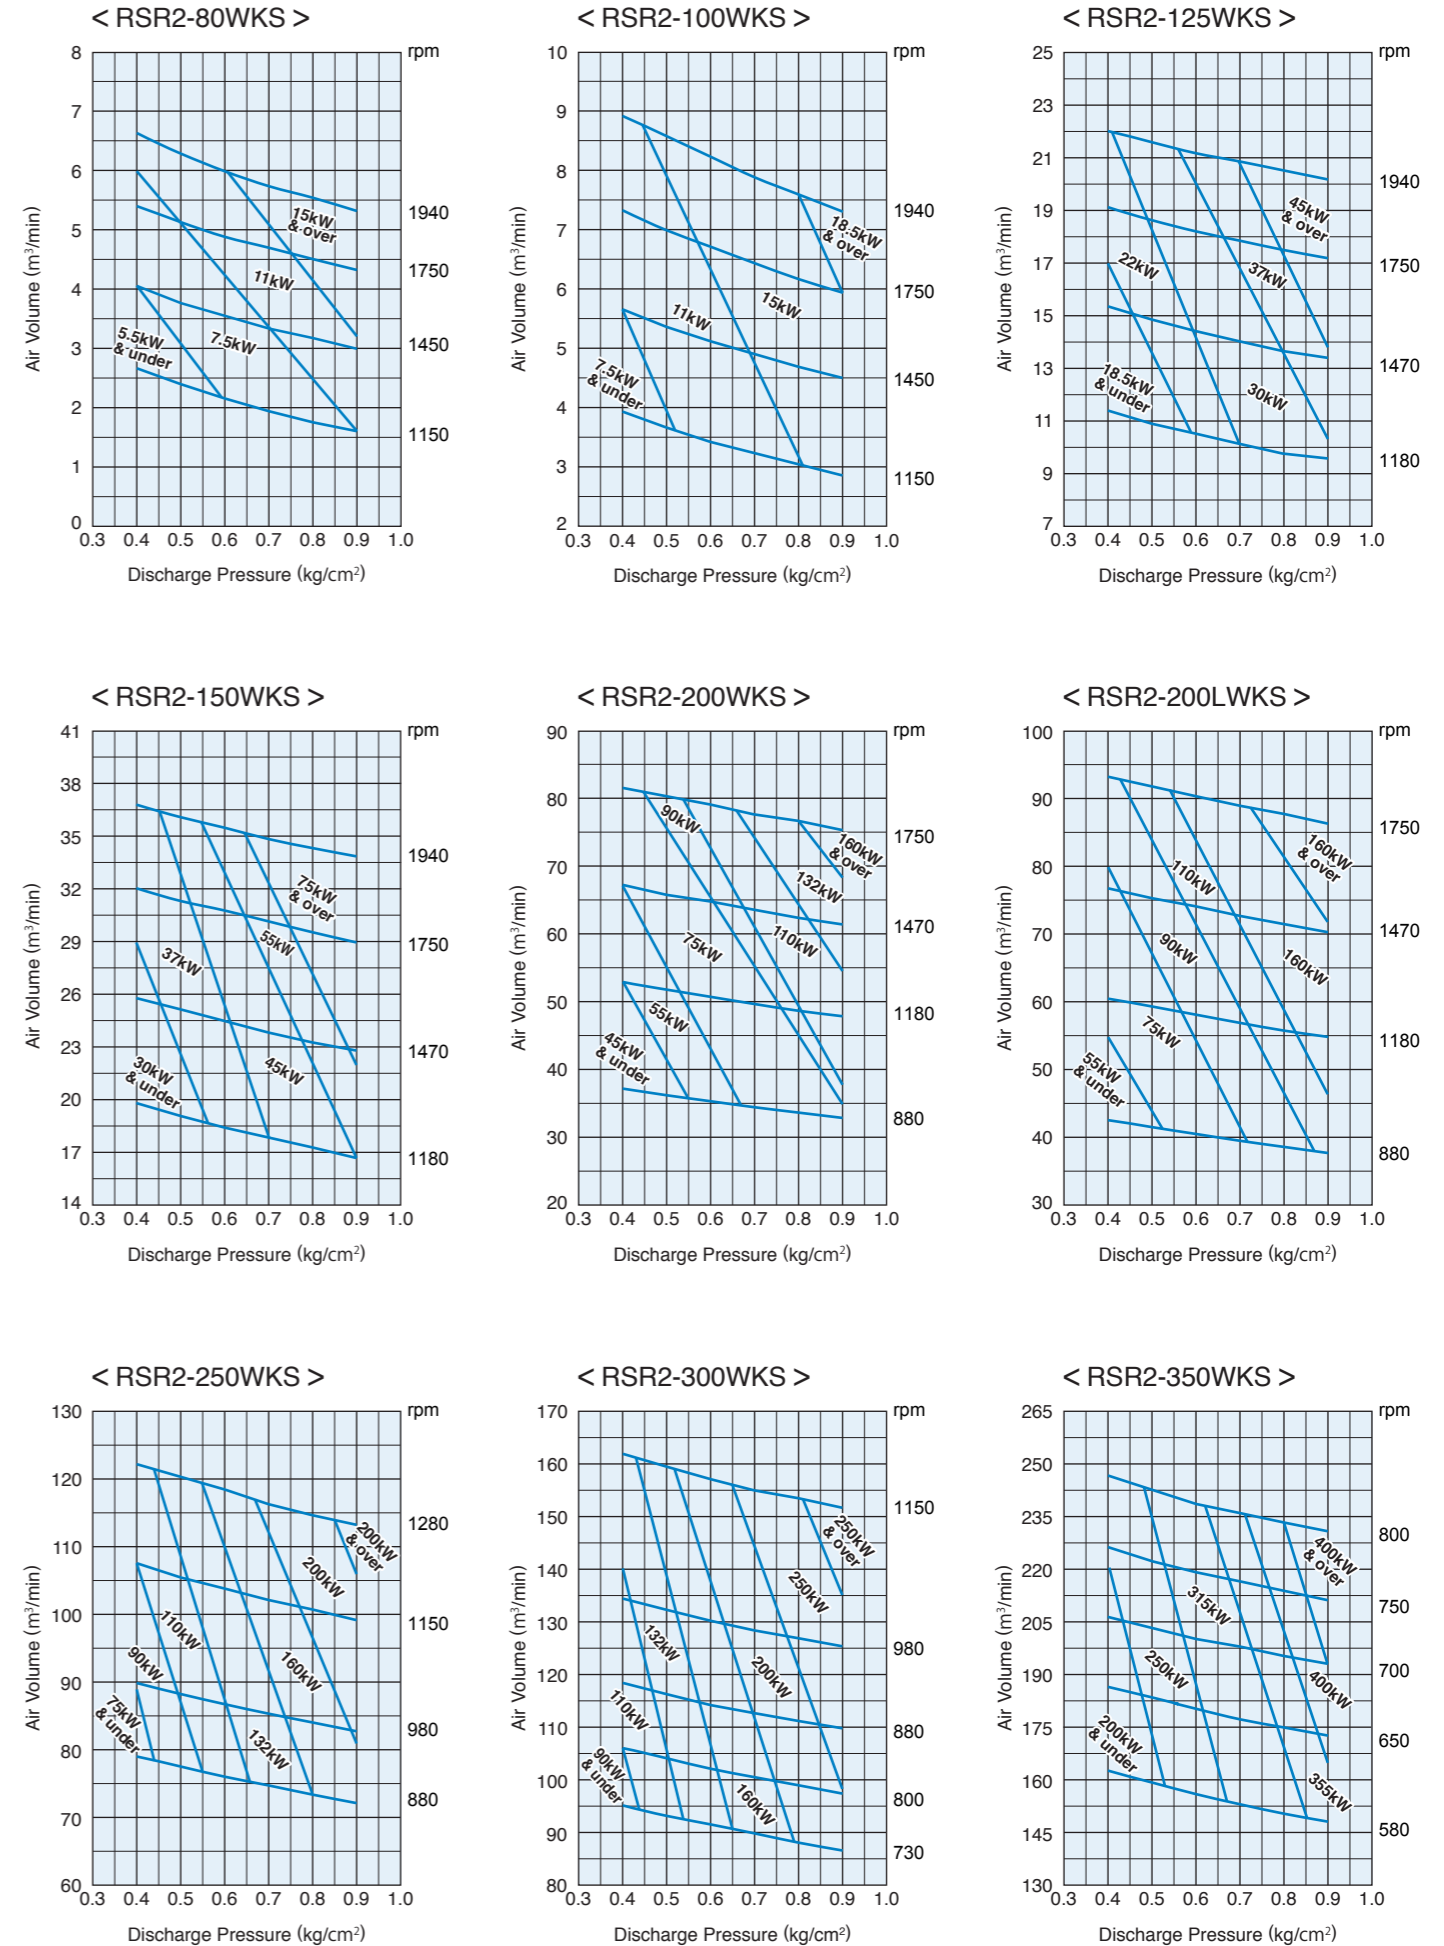 < RSR2-80WKS >
8
7
6
5
4
3
2
1
0
rpm
1940
1750
1450
1150
15kW
& over
11kW
7.5kW
5.5kW
& under
0.3 0.4 0.5 0.6 0.7 0.8 0.9 1.0
Air Volume (m³/min)
Discharge Pressure (kg/cm²)
< RSR2-100WKS >
10
9
8
7
6
5
4
3
2
rpm
1940
1750
1450
1150
18.5kW
& over
15kW
11kW
7.5kW
& under
0.3 0.4 0.5 0.6 0.7 0.8 0.9 1.0
Air Volume (m³/min)
Discharge Pressure (kg/cm²)
< RSR2-125WKS >
25
23
21
19
17
15
13
11
9
7
rpm
1940
1750
1470
1180
45kW
& over
22kW
37kW
18.5kW
& under
30kW
0.3 0.4 0.5 0.6 0.7 0.8 0.9 1.0
Air Volume (m³/min)
Discharge Pressure (kg/cm²)
< RSR2-150WKS >
41
38
35
32
29
26
23
20
17
14
rpm
1940
1750
1470
1180
75kW
& over
55kW
37kW
45kW
30kW
& under
0.3 0.4 0.5 0.6 0.7 0.8 0.9 1.0
Air Volume (m³/min)
Discharge Pressure (kg/cm²)
< RSR2-200WKS >
90
80
70
60
50
40
30
20
rpm
1750
1470
1180
880
90kW
160kW
& over
132kW
75kW
110kW
55kW
45kW
& under
0.3 0.4 0.5 0.6 0.7 0.8 0.9 1.0
Air Volume (m³/min)
Discharge Pressure (kg/cm²)
< RSR2-200LWKS >
100
90
80
70
60
50
40
30
rpm
1750
1470
1180
880
160kW
& over
110kW
90kW
160kW
75kW
55kW
& under
0.3 0.4 0.5 0.6 0.7 0.8 0.9 1.0
Air Volume (m³/min)
Discharge Pressure (kg/cm²)
< RSR2-250WKS >
130
120
110
100
90
80
70
60
rpm
1280
1150
980
880
200kW
& over
200kW
110kW
90kW
160kW
75kW
& under
132kW
0.3 0.4 0.5 0.6 0.7 0.8 0.9 1.0
Air Volume (m³/min)
Discharge Pressure (kg/cm²)
< RSR2-300WKS >
170
160
150
140
130
120
110
100
90
80
rpm
1150
980
880
800
730
250kW
& over
250kW
132kW
200kW
110kW
90kW
& under
160kW
0.3 0.4 0.5 0.6 0.7 0.8 0.9 1.0
Air Volume (m³/min)
Discharge Pressure (kg/cm²)
< RSR2-350WKS >
265
250
235
220
205
190
175
160
145
130
rpm
800
750
700
650
580
400kW
& over
315kW
250kW
400kW
200kW
& under
355kW
0.3 0.4 0.5 0.6 0.7 0.8 0.9 1.0
Air Volume (m³/min)
Discharge Pressure (kg/cm²)